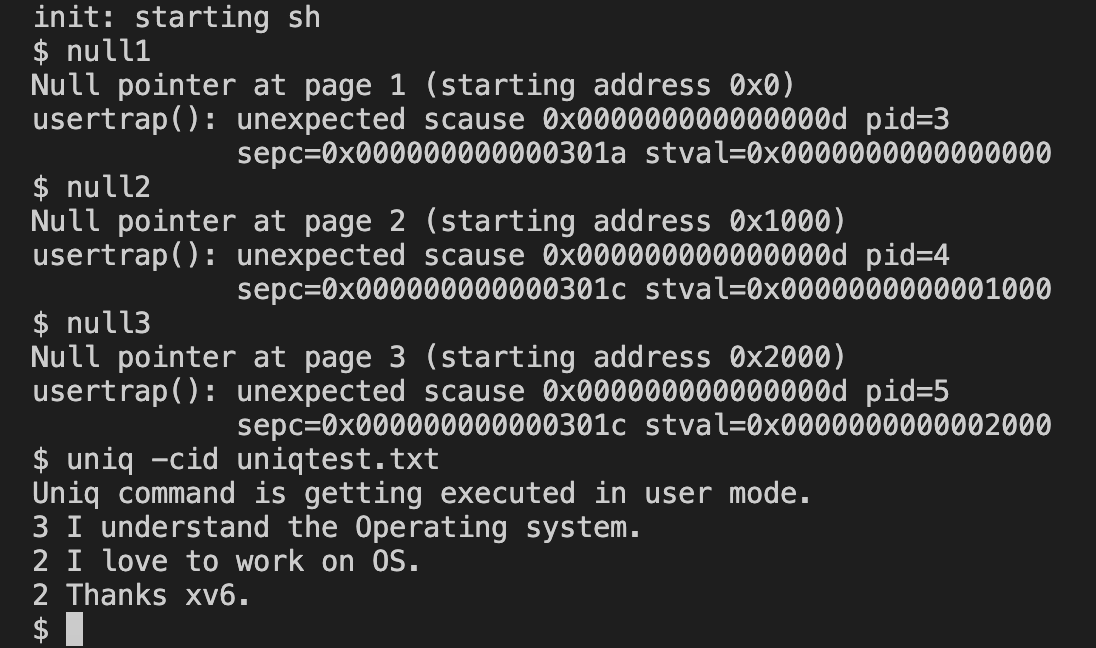 init: starting sh
$ null1
Null pointer at page 1 (starting address 0x0)
usertrap(): unexpected scause 0x000000000000000d pid=3
            sepc=0x000000000000301a stval=0x0000000000000000
$ null2
Null pointer at page 2 (starting address 0x1000)
usertrap(): unexpected scause 0x000000000000000d pid=4
            sepc=0x000000000000301c stval=0x0000000000001000
$ null3
Null pointer at page 3 (starting address 0x2000)
usertrap(): unexpected scause 0x000000000000000d pid=5
            sepc=0x000000000000301c stval=0x0000000000002000
$ uniq -cid uniqtest.txt
Uniq command is getting executed in user mode.
3 I understand the Operating system.
2 I love to work on OS.
2 Thanks xv6.
$